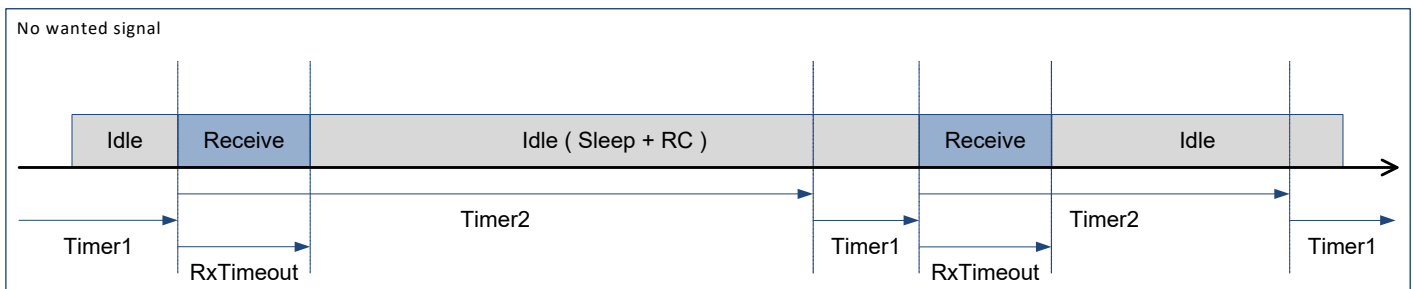 No wanted signal
Idle Receive Idle ( Sleep + RC ) Receive Idle
Timer2 Timer2
Timer1 Timer1 Timer1
RxTimeout RxTimeout